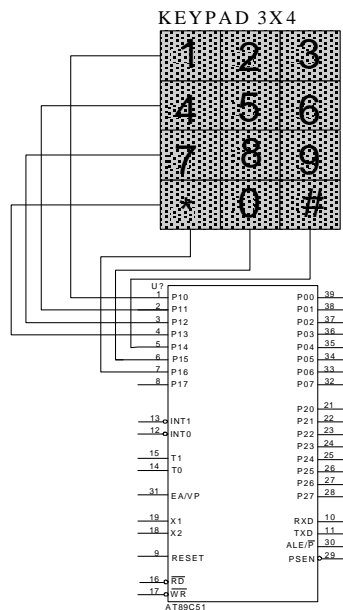 KEYPAD 3X4
1 2 3
4 5 6
7 8 9
* 0 #
U?
1 P10 P00 39
2 P11 P01 38
3 P12 P02 37
4 P13 P03 36
5 P14 P04 35
6 P15 P05 34
7 P16 P06 33
8 P17 P07 32
P20 21
13 INT1 P21 22
12 INT0 P22 23
P23 24
15 T1 P24 25
14 T0 P25 26
P26 27
31 EA/VP P27 28
19 X1 RXD 10
18 X2 TXD 11
ALE/P 30
9 RESET PSEN 29
16 RD
17 WR
AT89C51